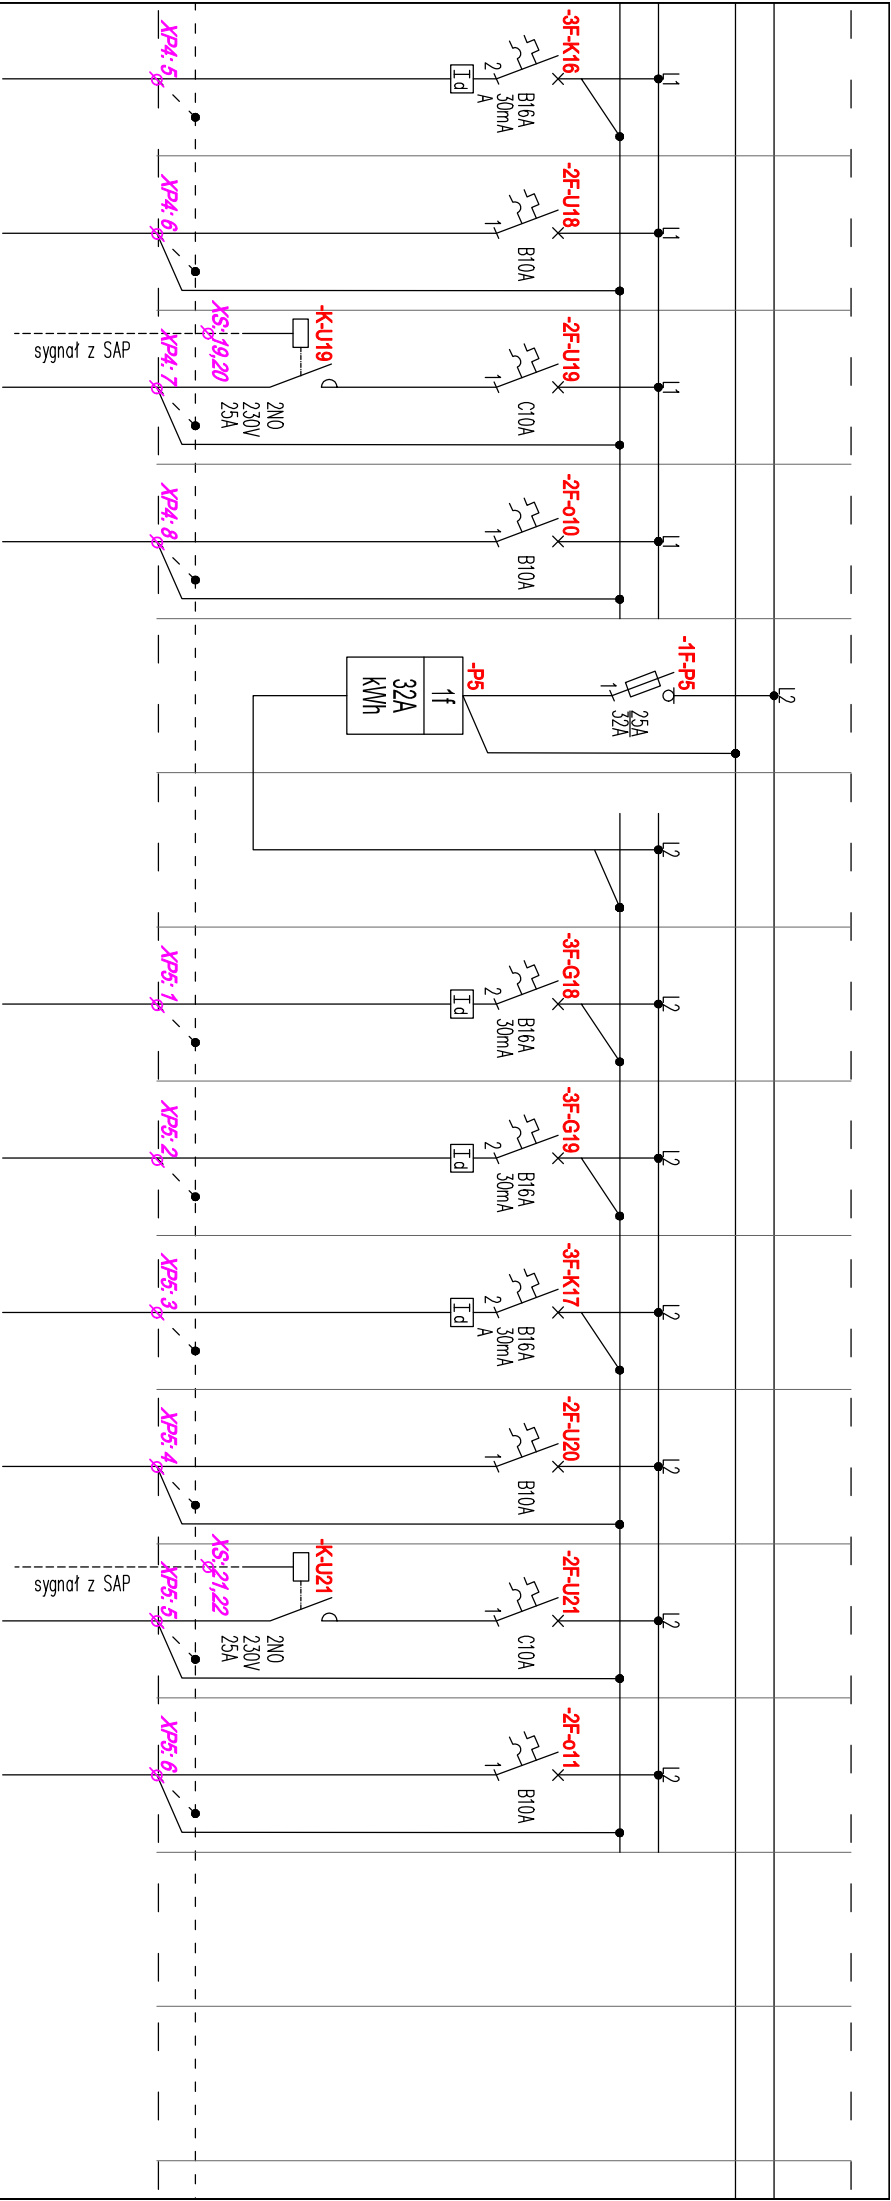 L1
-3F-K16
2
B16A
30mA
A
Id
XP4:5
L1
-2F-U18
1
B10A
XP4:6
L1
-2F-U19
1
C10A
-K-U19
2NO
230V
25A
XS:19,20
sygnał z SAP
XP4:7
L1
-2F-o10
1
B10A
XP4:8
L2
-1F-P5
1
25A
32A
-P5
1f
32A
kWh
L2
L2
-3F-G18
2
B16A
30mA
Id
XP5:1
L2
-3F-G19
2
B16A
30mA
Id
XP5:2
L2
-3F-K17
2
B16A
30mA
A
Id
XP5:3
L2
-2F-U20
1
B10A
XP5:4
L2
-2F-U21
1
C10A
-K-U21
2NO
230V
25A
XS:21,22
sygnał z SAP
XP5:5
L2
-2F-o11
1
B10A
XP5:6